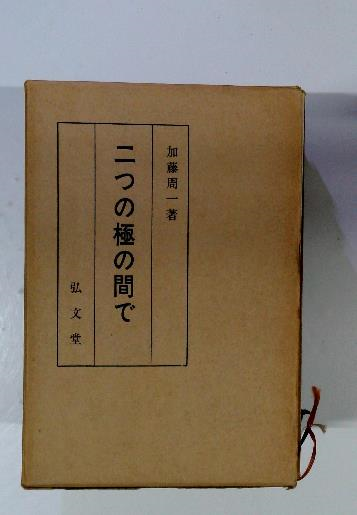 加藤周一著
二つの極の間で
弘文堂